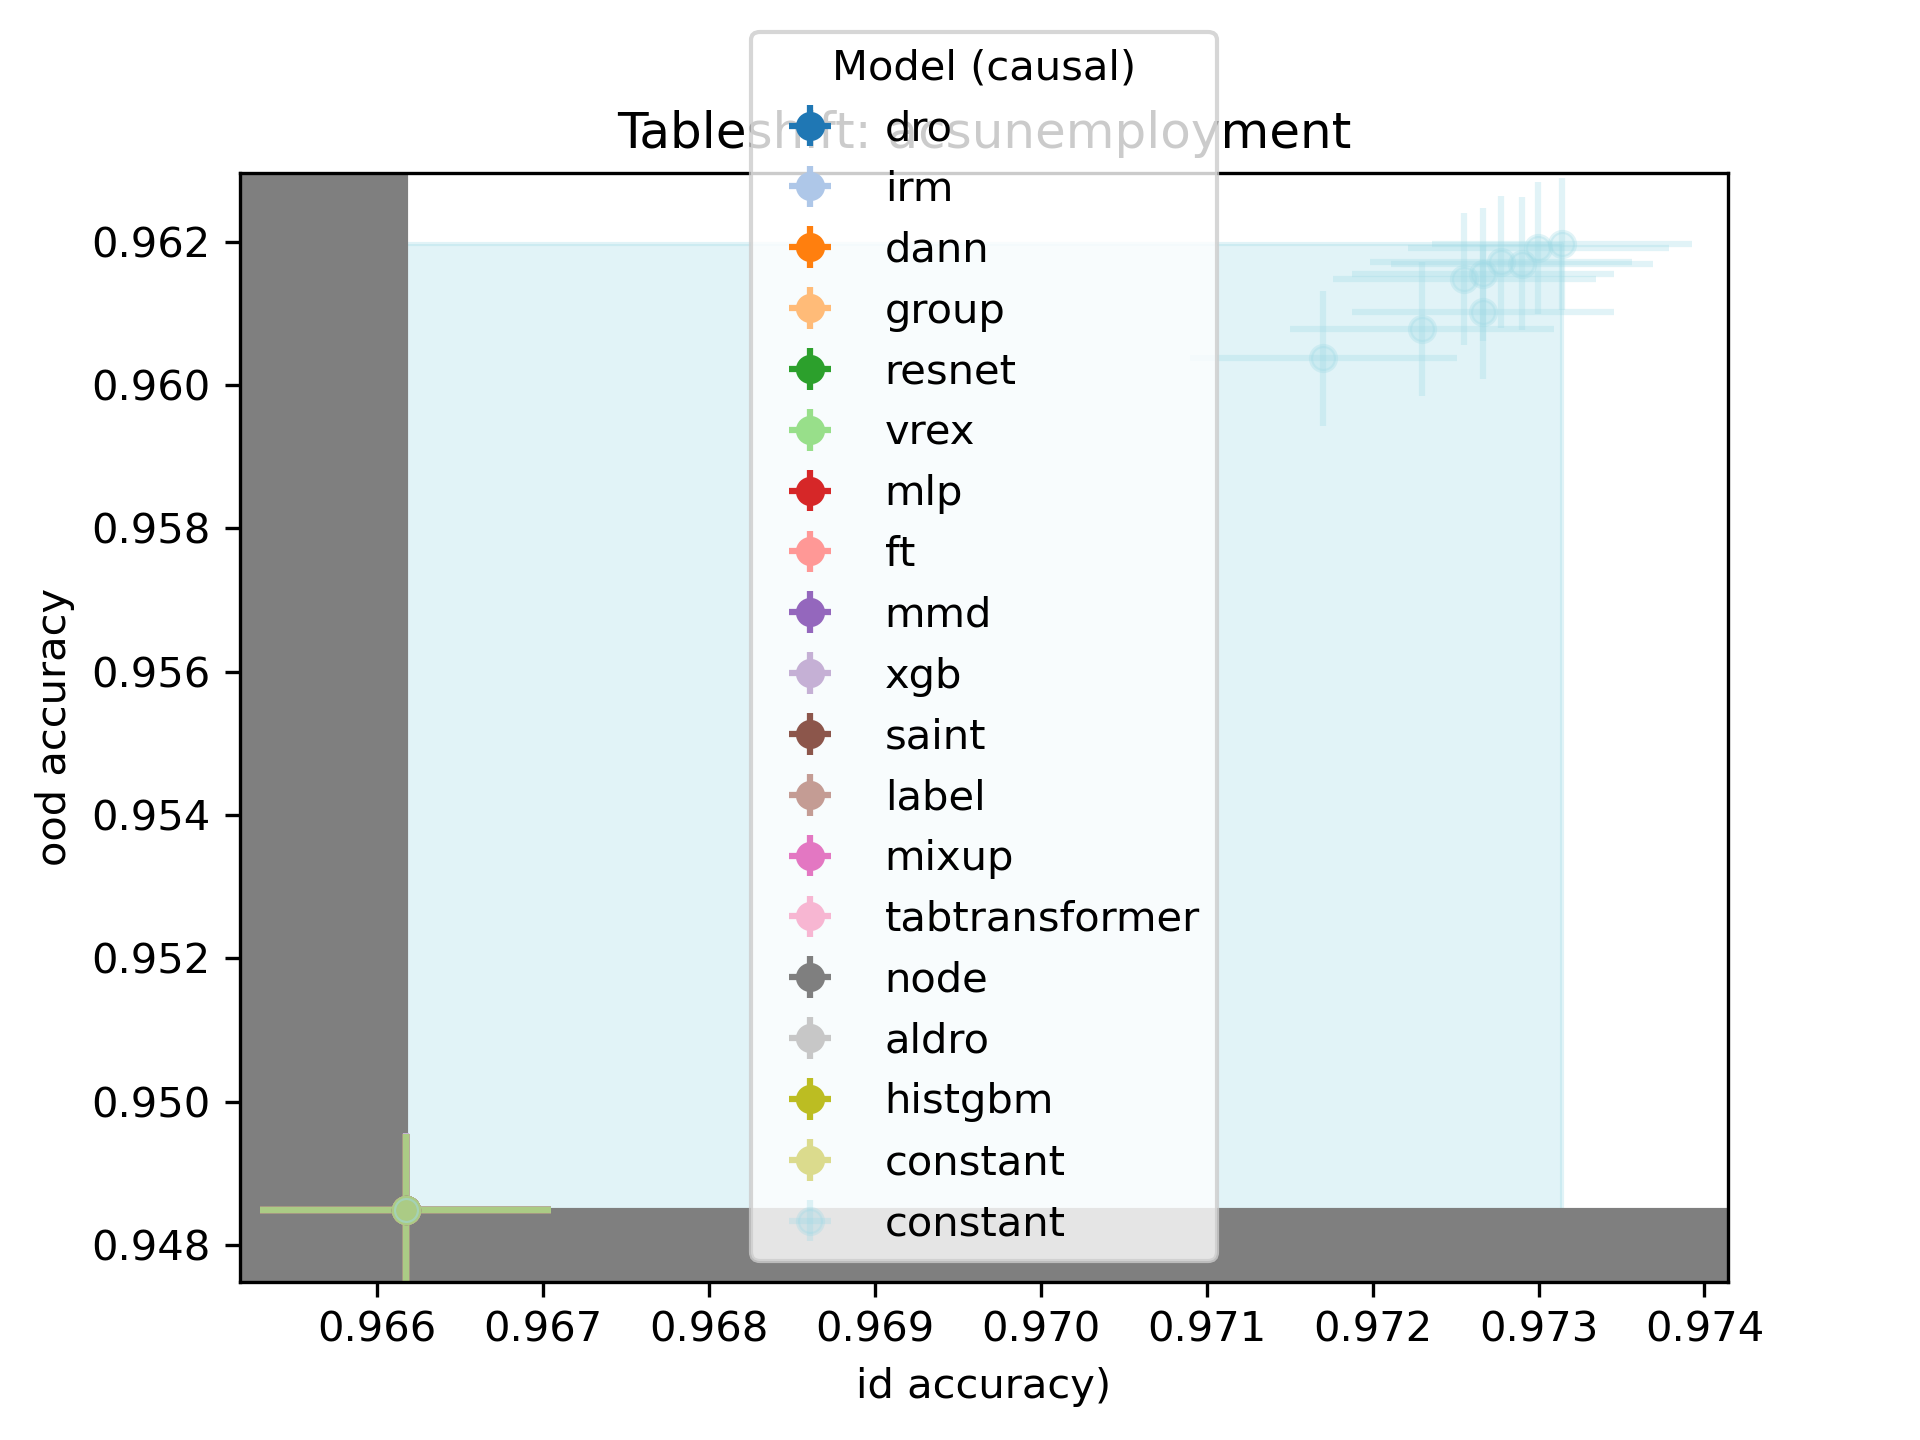 Model (causal)
Tableshift: acsunemployment
dro
irm
dann
group
resnet
vrex
mlp
ft
mmd
xgb
saint
label
mixup
tabtransformer
node
aldro
histgbm
constant
constant
ood accuracy
0.962
0.960
0.958
0.956
0.954
0.952
0.950
0.948
0.966 0.967 0.968 0.969 0.970 0.971 0.972 0.973 0.974
id accuracy)